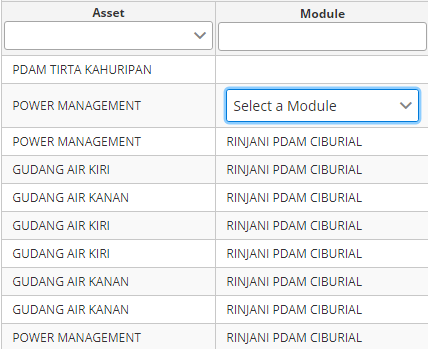 Asset Module
PDAM TIRTA KAHURIPAN
POWER MANAGEMENT Select a Module
POWER MANAGEMENT RINJANI PDAM CIBURIAL
GUDANG AIR KIRI RINJANI PDAM CIBURIAL
GUDANG AIR KANAN RINJANI PDAM CIBURIAL
GUDANG AIR KIRI RINJANI PDAM CIBURIAL
GUDANG AIR KIRI RINJANI PDAM CIBURIAL
GUDANG AIR KANAN RINJANI PDAM CIBURIAL
GUDANG AIR KANAN RINJANI PDAM CIBURIAL
POWER MANAGEMENT RINJANI PDAM CIBURIAL